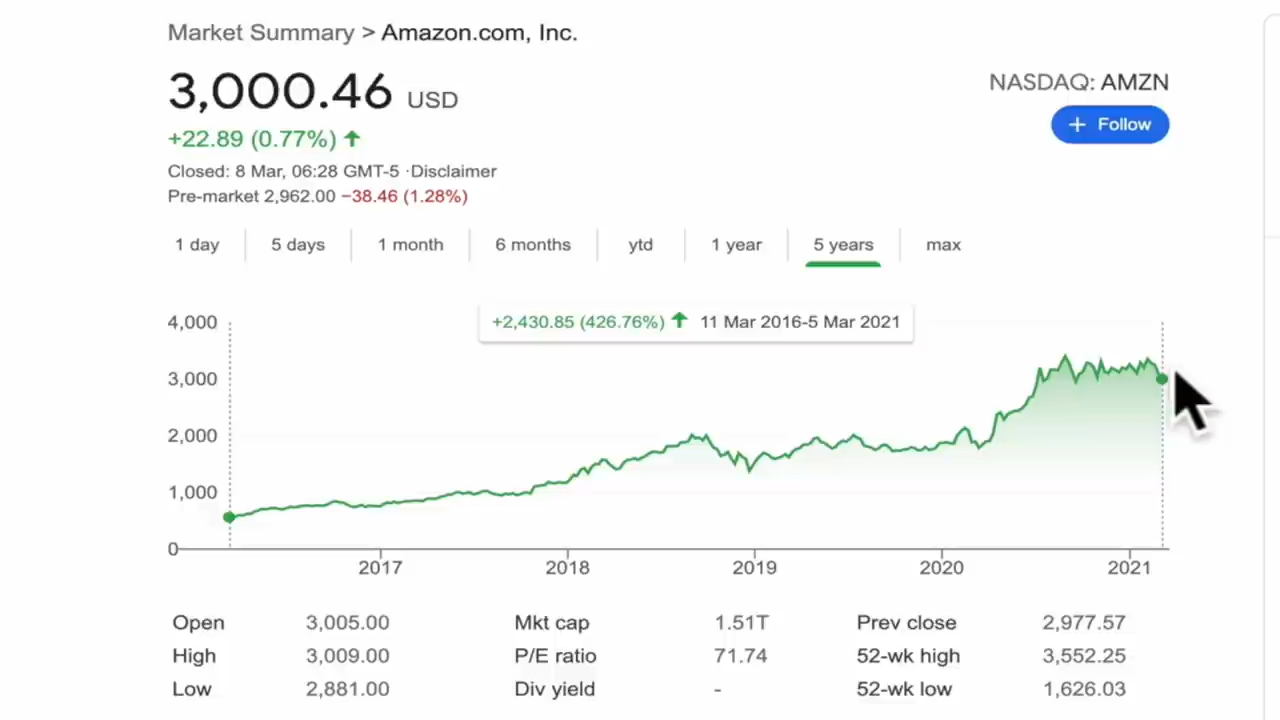 Market Summary > Amazon.com, Inc.
3,000.46 USD
NASDAQ: AMZN
+22.89 (0.77%) ↑
+ Follow
Closed: 8 Mar, 06:28 GMT-5 ·Disclaimer
Pre-market 2,962.00 −38.46 (1.28%)
1 day 5 days 1 month 6 months ytd 1 year 5 years max
+2,430.85 (426.76%) ↑ 11 Mar 2016-5 Mar 2021
4,000
3,000
2,000
1,000
0
2017 2018 2019 2020 2021
Open 3,005.00 Mkt cap 1.51T Prev close 2,977.57
High 3,009.00 P/E ratio 71.74 52-wk high 3,552.25
Low 2,881.00 Div yield - 52-wk low 1,626.03